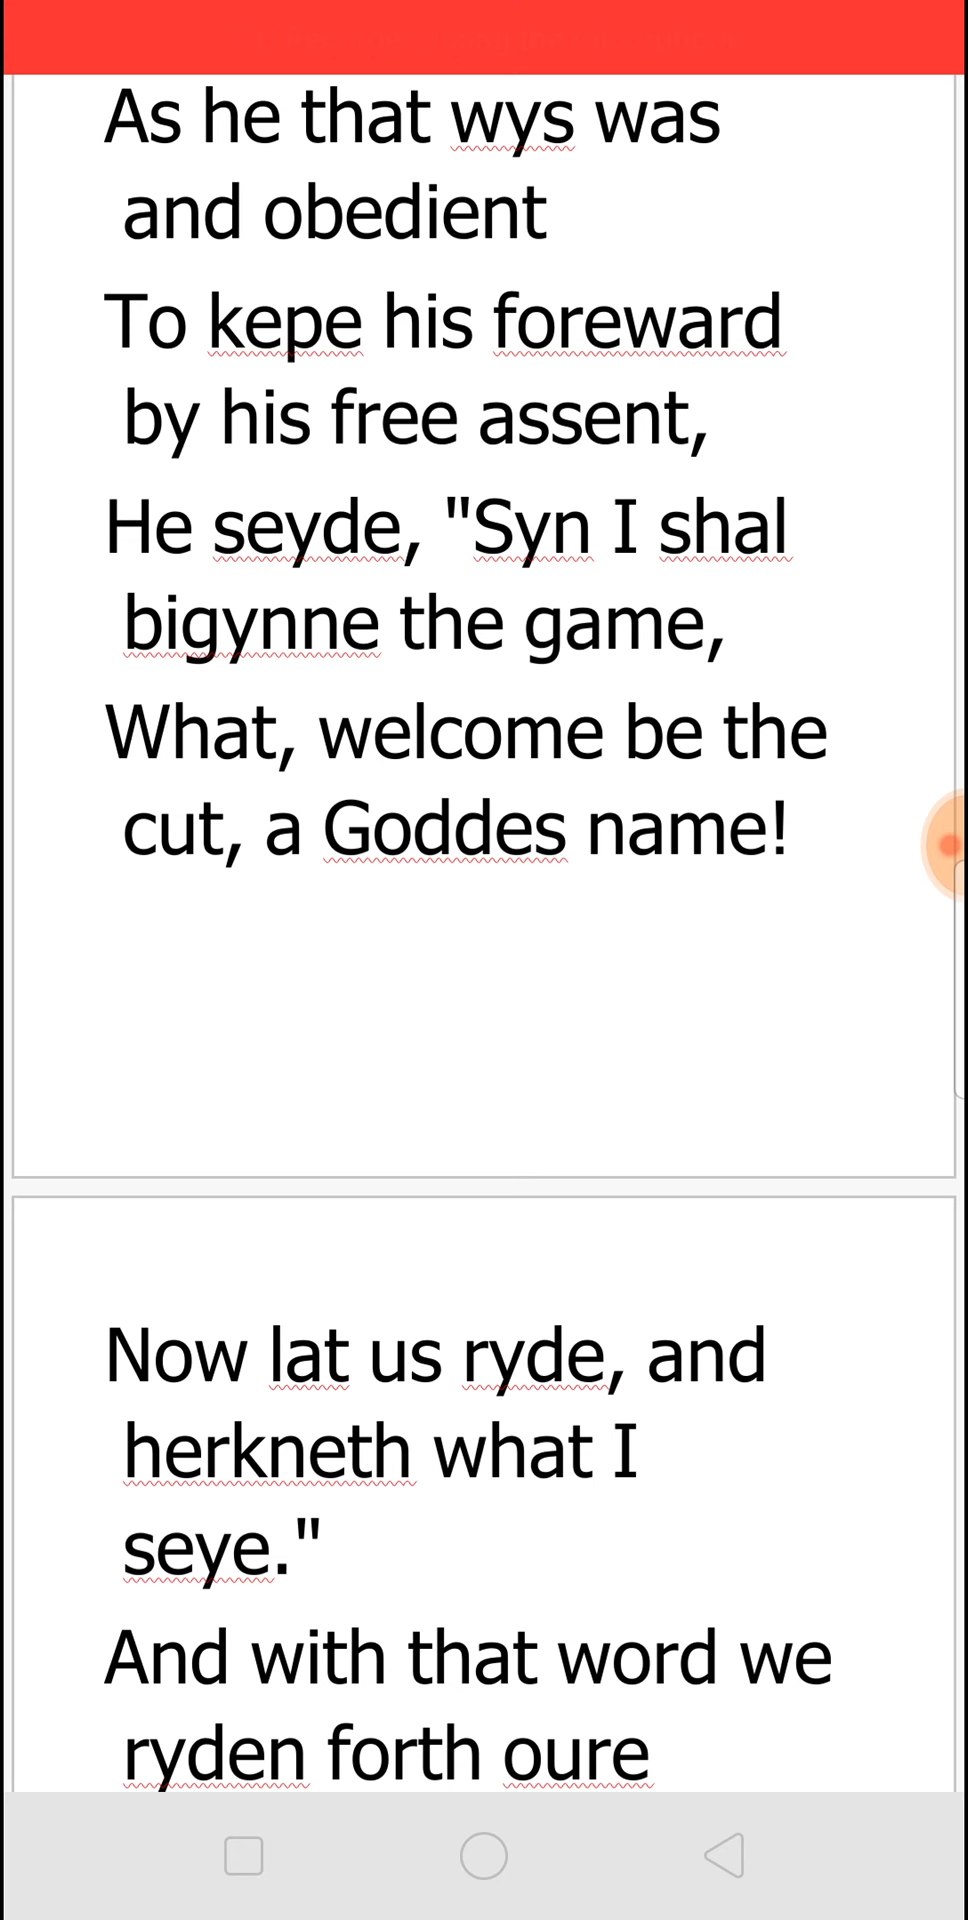 As he that wys was
and obedient
To kepe his foreward
by his free assent,
He seyde, "Syn I shal
bigynne the game,
What, welcome be the
cut, a Goddes name!
Now lat us ryde, and
herkneth what I
seye."
And with that word we
ryden forth oure